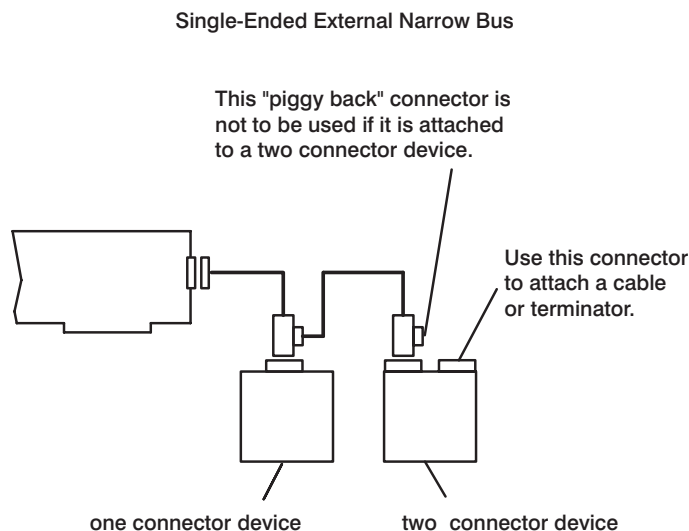 Single-Ended External Narrow Bus
This "piggy back" connector is
not to be used if it is attached
to a two connector device.
Use this connector
to attach a cable
or terminator.
one connector device
two connector device